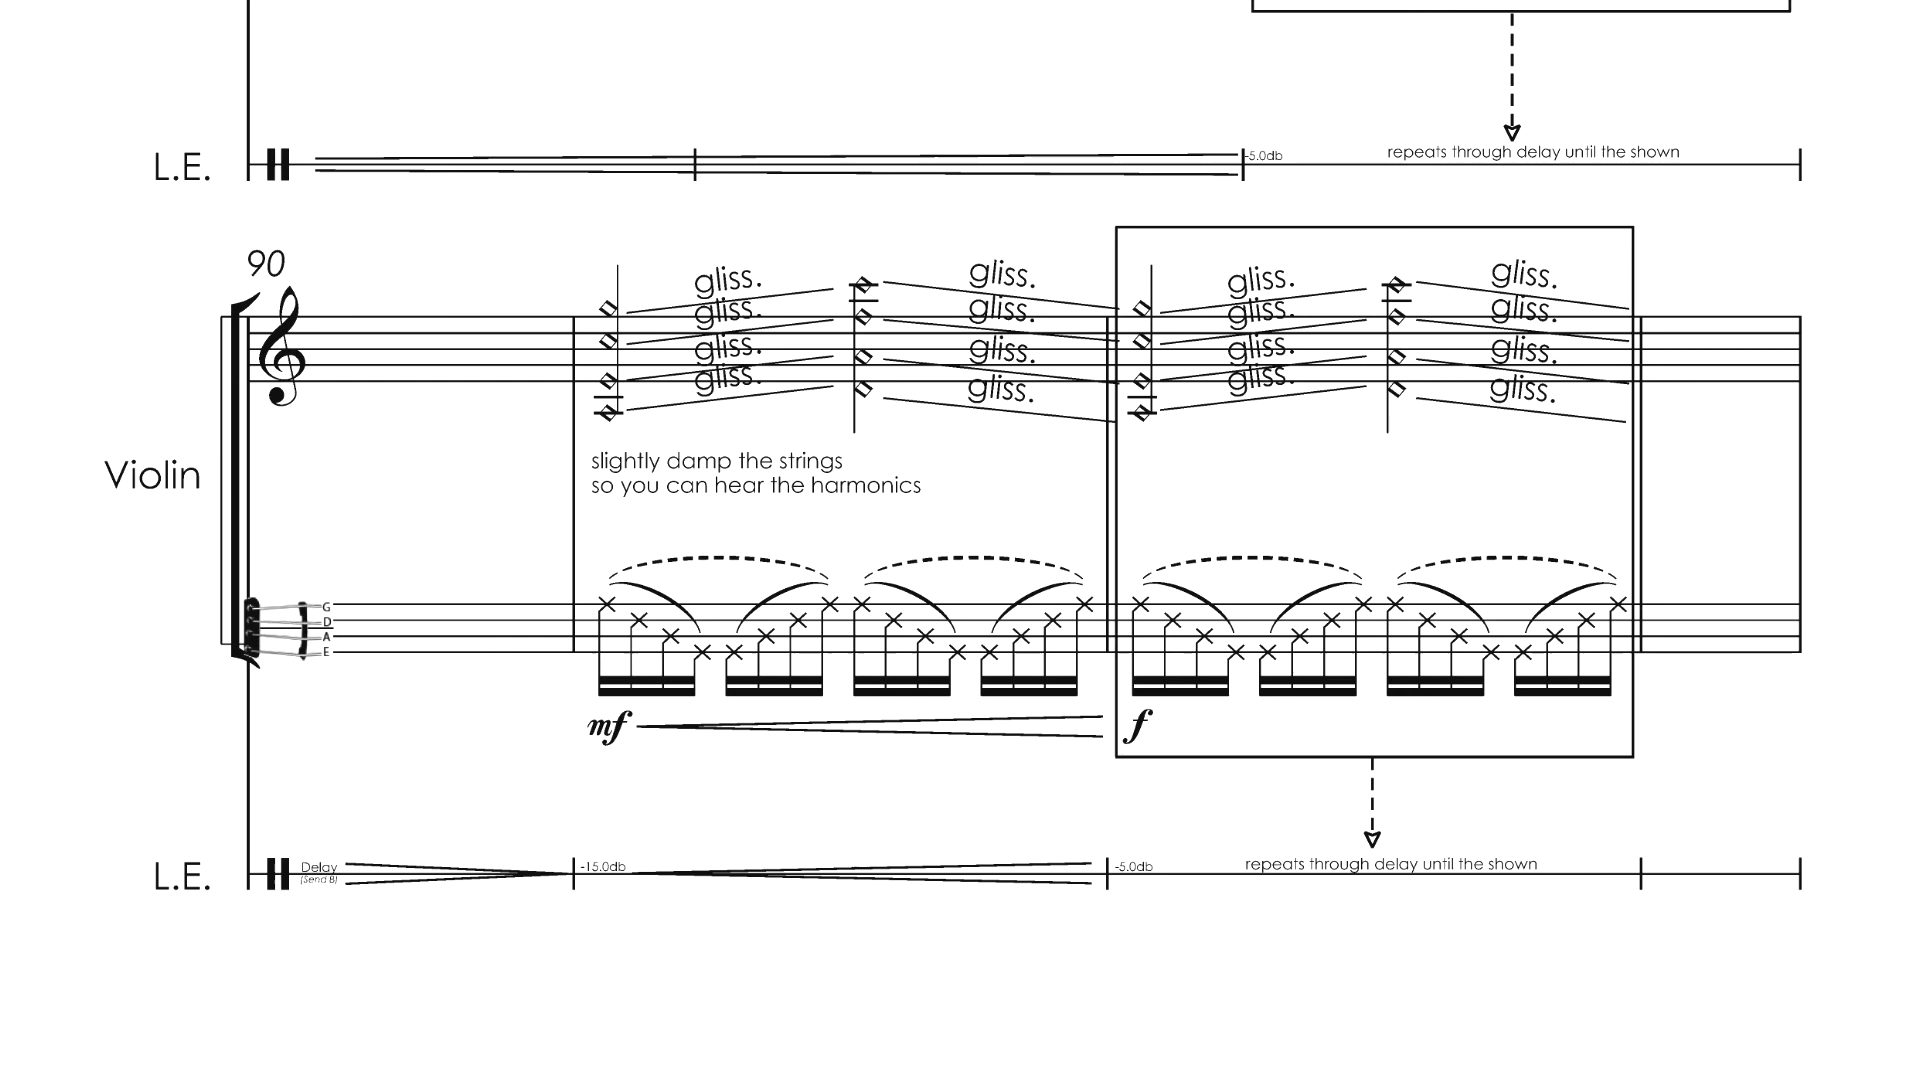 L.E.
-5.0db
repeats through delay until the shown
90
gliss. gliss. gliss. gliss.
gliss. gliss. gliss. gliss.
gliss. gliss. gliss. gliss.
gliss. gliss. gliss. gliss.
Violin
slightly damp the strings
so you can hear the harmonics
G
D
A
E
mf f
L.E.
Delay
(Send B)
-15.0db
-5.0db
repeats through delay until the shown